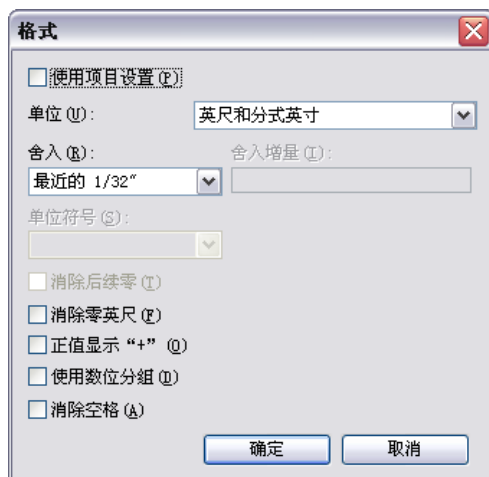 格式
使用项目设置(P)
单位(U):
英尺和分式英寸
舍入(R):
舍入增量(I):
最近的 1/32"
单位符号(S):
消除后续零(T)
消除零英尺(F)
正值显示“+”(O)
使用数位分组(D)
消除空格(A)
确定
取消